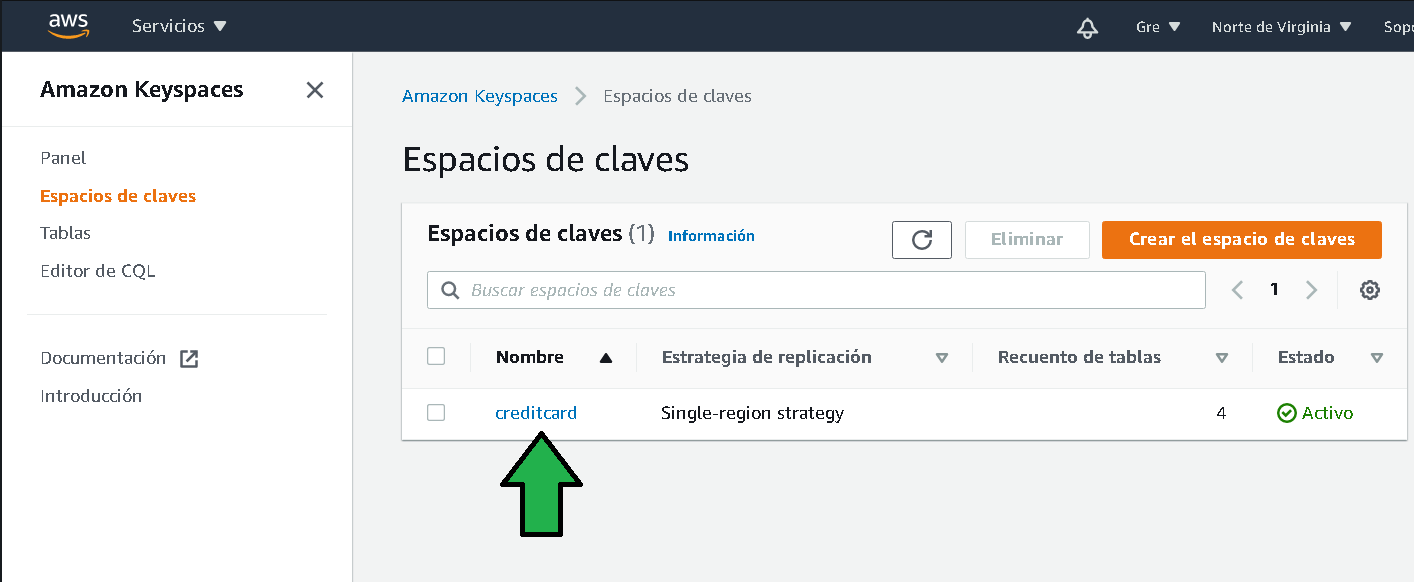 aws Servicios Gre Norte de Virginia Sopo
Amazon Keyspaces
Panel
Espacios de claves
Tablas
Editor de CQL
Documentación
Introducción
Amazon Keyspaces Espacios de claves
Espacios de claves
Espacios de claves (1) Información Eliminar Crear el espacio de claves
Buscar espacios de claves 1
Nombre Estrategia de replicación Recuento de tablas Estado
creditcard Single-region strategy 4 Activo